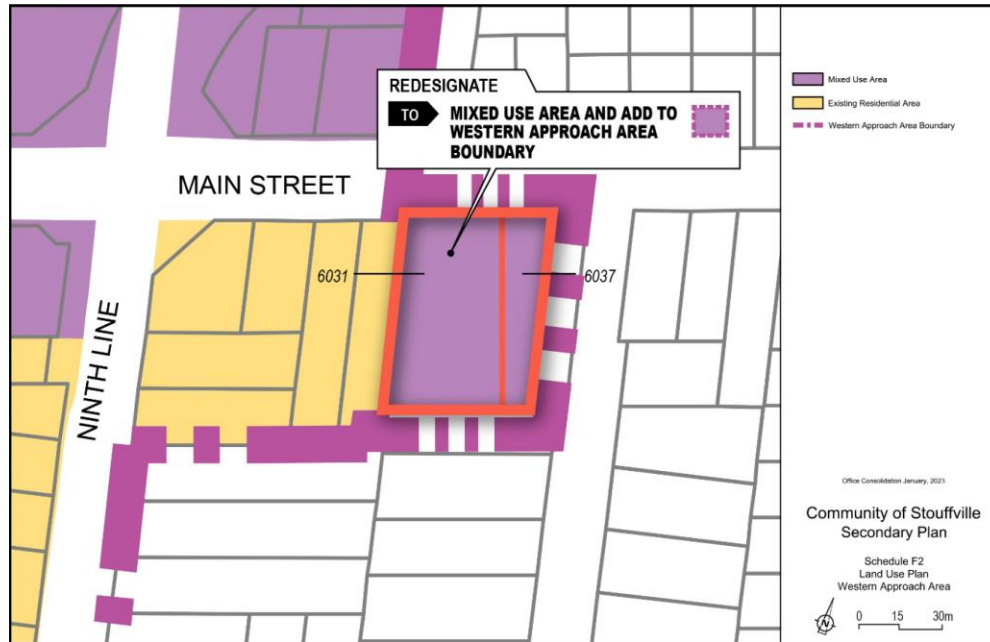 REDESIGNATE
TO
MIXED USE AREA AND ADD TO
WESTERN APPROACH AREA
BOUNDARY
MAIN STREET
6031
6037
NINTH LINE
Mixed Use Area
Existing Residential Area
Western Approach Area Boundary
Office Consolidation January, 2023
Community of Stouffville
Secondary Plan
Schedule F2
Land Use Plan
Western Approach Area
N
0 15 30m